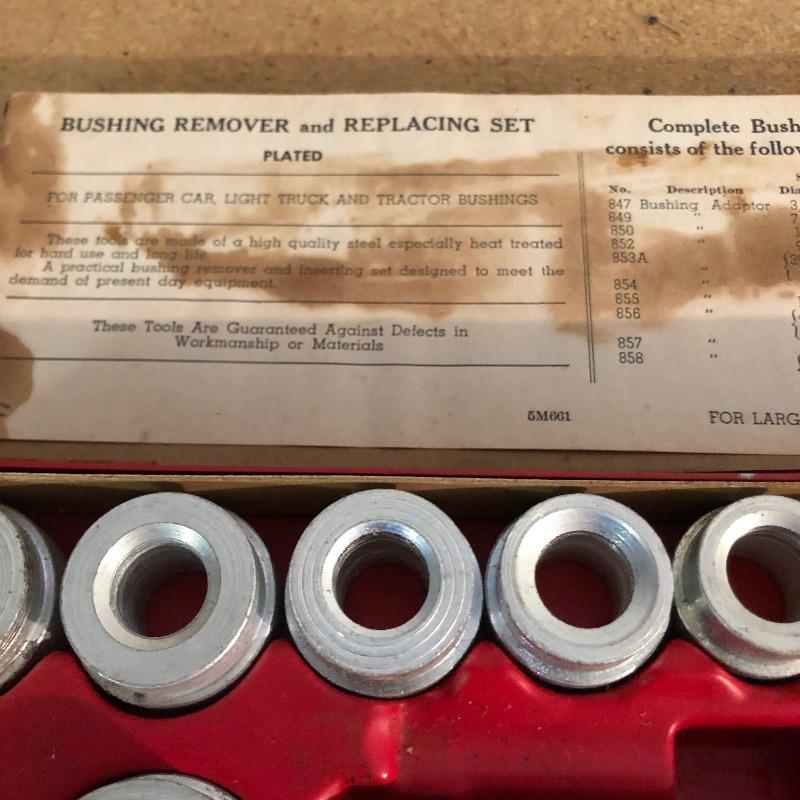 BUSHING REMOVER and REPLACING SET
PLATED
FOR PASSENGER CAR, LIGHT TRUCK AND TRACTOR BUSHINGS
These tools are made of a high quality steel especially heat treated
for hard use and long life.
A practical bushing remover and inserting set designed to meet the
demand of present day equipment.
These Tools Are Guaranteed Against Defects in
Workmanship or Materials
5M661
Complete Bush
consists of the follow
No. Description Dia
847 Bushing Adaptor 3
849 "
850
852 "
853A
"
854
855 "
856 "
857 "
858 "
FOR LARG